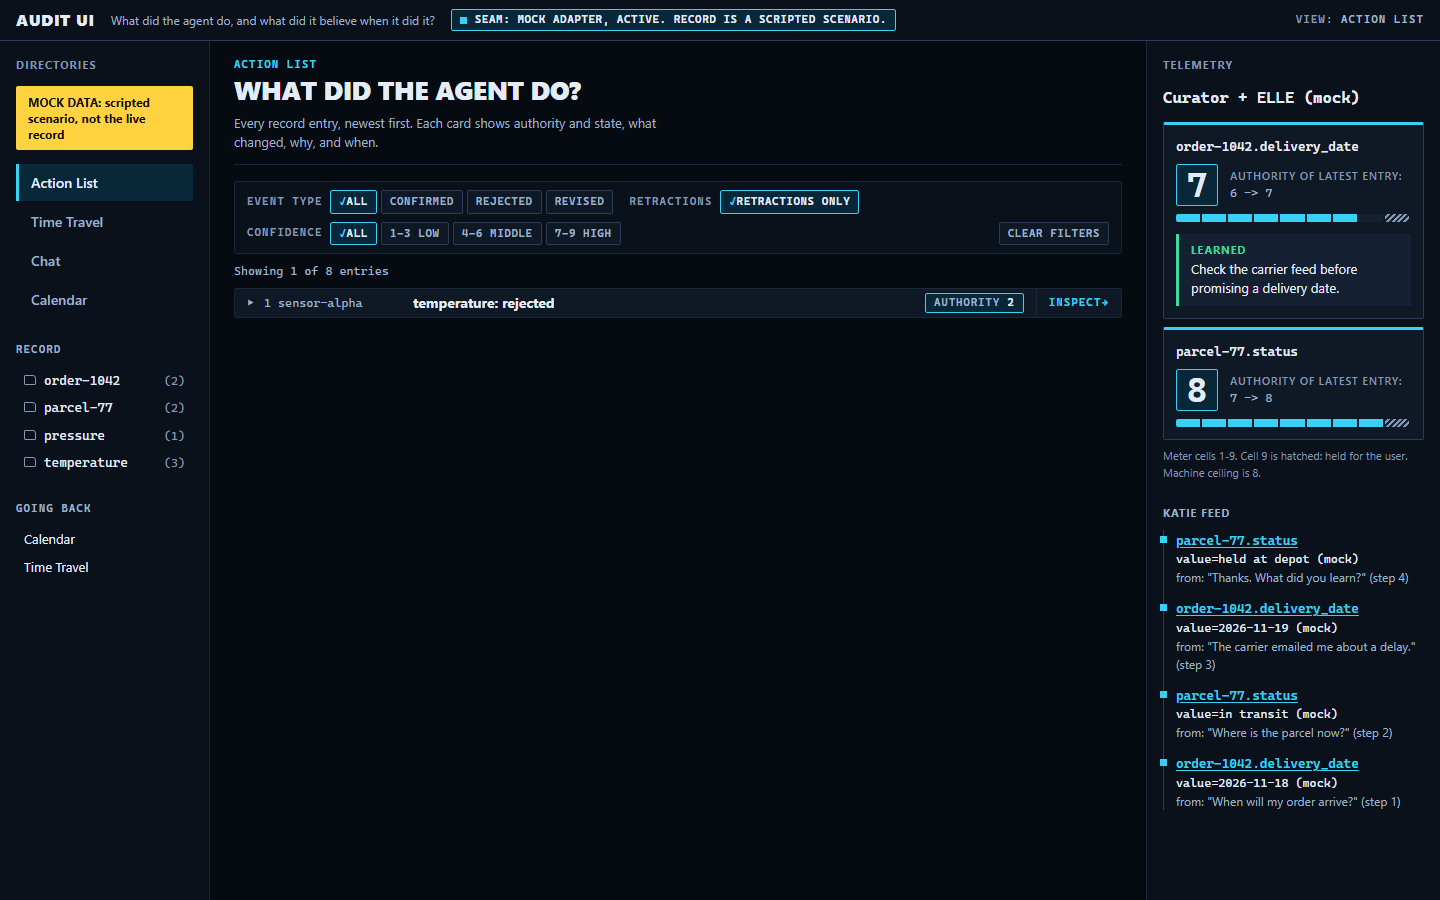 AUDIT UI
What did the agent do, and what did it believe when it did it?
SEAM: MOCK ADAPTER, ACTIVE. RECORD IS A SCRIPTED SCENARIO.
VIEW: ACTION LIST
DIRECTORIES
MOCK DATA: scripted
scenario, not the live
record
Action List
Time Travel
Chat
Calendar
RECORD
order-1042 (2)
parcel-77 (2)
pressure (1)
temperature (3)
GOING BACK
Calendar
Time Travel
ACTION LIST
WHAT DID THE AGENT DO?
Every record entry, newest first. Each card shows authority and state, what
changed, why, and when.
EVENT TYPE ✓ALL CONFIRMED REJECTED REVISED RETRACTIONS ✓RETRACTIONS ONLY
CONFIDENCE ✓ALL 1-3 LOW 4-6 MIDDLE 7-9 HIGH CLEAR FILTERS
Showing 1 of 8 entries
▸ 1 sensor-alpha temperature: rejected AUTHORITY 2 INSPECT→
TELEMETRY
Curator + ELLE (mock)
order-1042.delivery_date
7
AUTHORITY OF LATEST ENTRY:
6 -> 7
LEARNED
Check the carrier feed before
promising a delivery date.
parcel-77.status
8
AUTHORITY OF LATEST ENTRY:
7 -> 8
Meter cells 1-9. Cell 9 is hatched: held for the user.
Machine ceiling is 8.
KATIE FEED
parcel-77.status
value=held at depot (mock)
from: "Thanks. What did you learn?" (step 4)
order-1042.delivery_date
value=2026-11-19 (mock)
from: "The carrier emailed me about a delay."
(step 3)
parcel-77.status
value=in transit (mock)
from: "Where is the parcel now?" (step 2)
order-1042.delivery_date
value=2026-11-18 (mock)
from: "When will my order arrive?" (step 1)